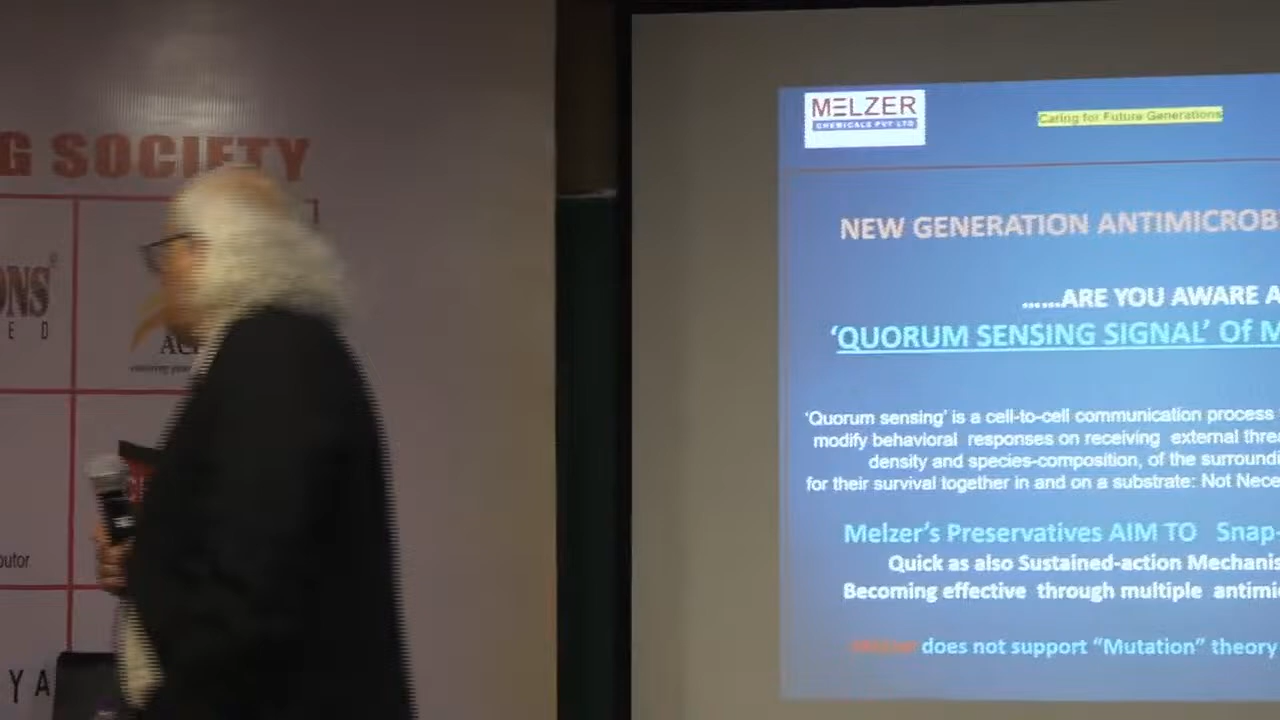 G SOCIETY
ONS
E D
ACI
butor
Y A
MELZER
CHEMICALS PVT LTD
Caring for Future Generations
NEW GENERATION ANTIMICROB
......ARE YOU AWARE A
'QUORUM SENSING SIGNAL' Of M
'Quorum sensing' is a cell-to-cell communication process
modify behavioral responses on receiving external thre
density and species-composition, of the surroundi
for their survival together in and on a substrate: Not Nece
Melzer's Preservatives AIM TO Snap-
Quick as also Sustained-action Mechanis
Becoming effective through multiple antimi
does not support "Mutation" theory